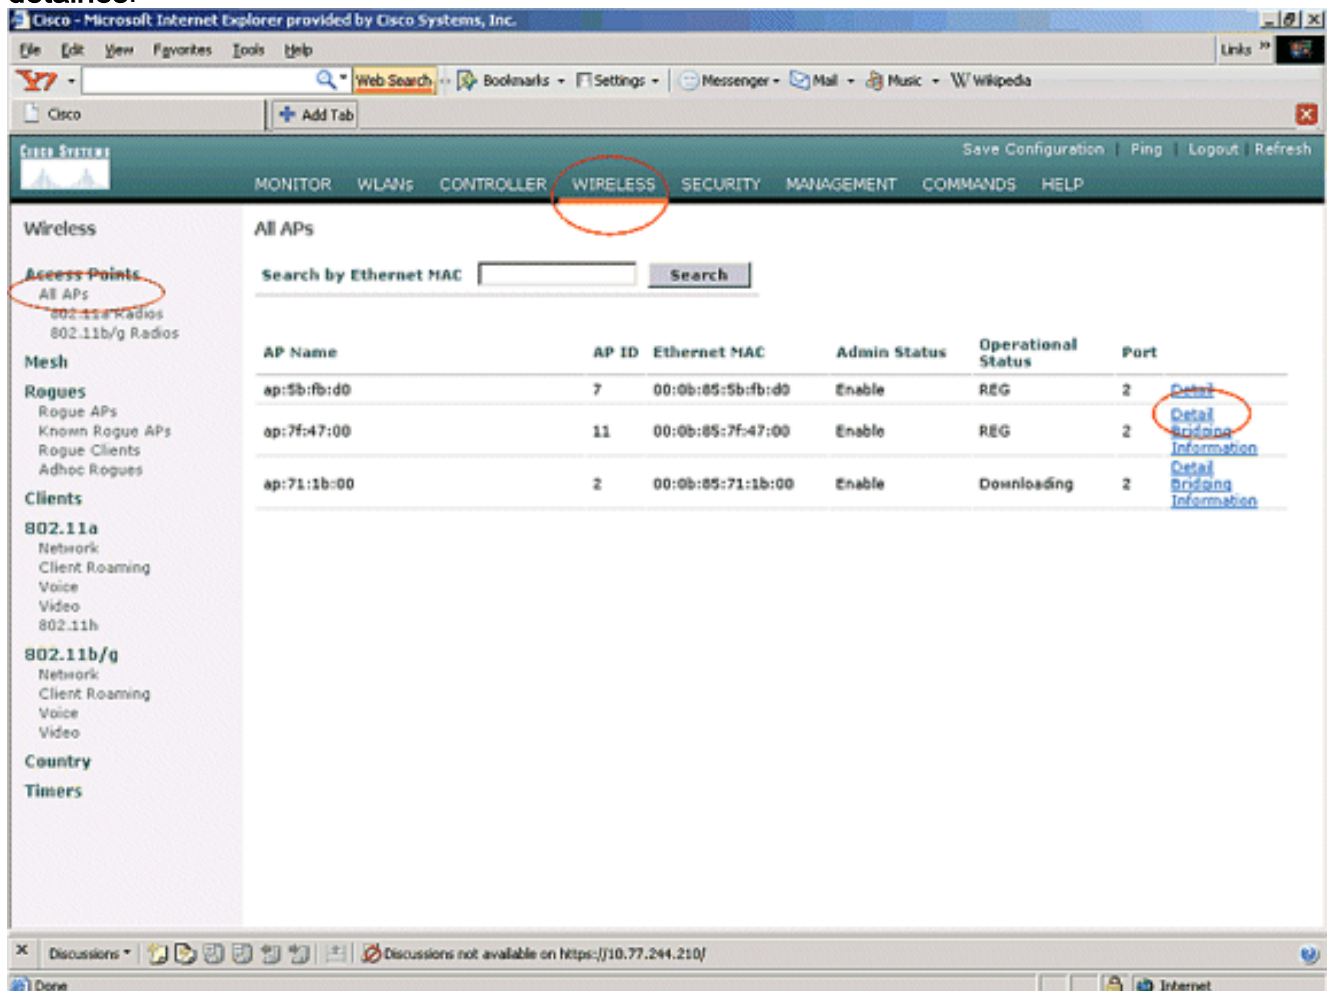 Cisco - Microsoft Internet Explorer provided by Cisco Systems, Inc.
File Edit View Favorites Tools Help Links »
Web Search Bookmarks Settings Messenger Mail Music Wikipedia
Cisco Add Tab
CISCO SYSTEMS
Save Configuration | Ping | Logout | Refresh
MONITOR WLANs CONTROLLER WIRELESS SECURITY MANAGEMENT COMMANDS HELP
Wireless
Access Points
All APs
802.11a Radios
802.11b/g Radios
Mesh
Rogues
Rogue APs
Known Rogue APs
Rogue Clients
Adhoc Rogues
Clients
802.11a
Network
Client Roaming
Voice
Video
802.11h
802.11b/g
Network
Client Roaming
Voice
Video
Country
Timers
All APs
Search by Ethernet MAC Search
AP Name AP ID Ethernet MAC Admin Status Operational Status Port
ap:5b:fb:d0 7 00:0b:85:5b:fb:d0 Enable REG 2 Detail
ap:7f:47:00 11 00:0b:85:7f:47:00 Enable REG 2 Detail
Bridging
Information
ap:71:1b:00 2 00:0b:85:71:1b:00 Enable Downloading 2 Detail
Bridging
Information
Discussions Discussions not available on https://10.77.244.210/
Done Internet